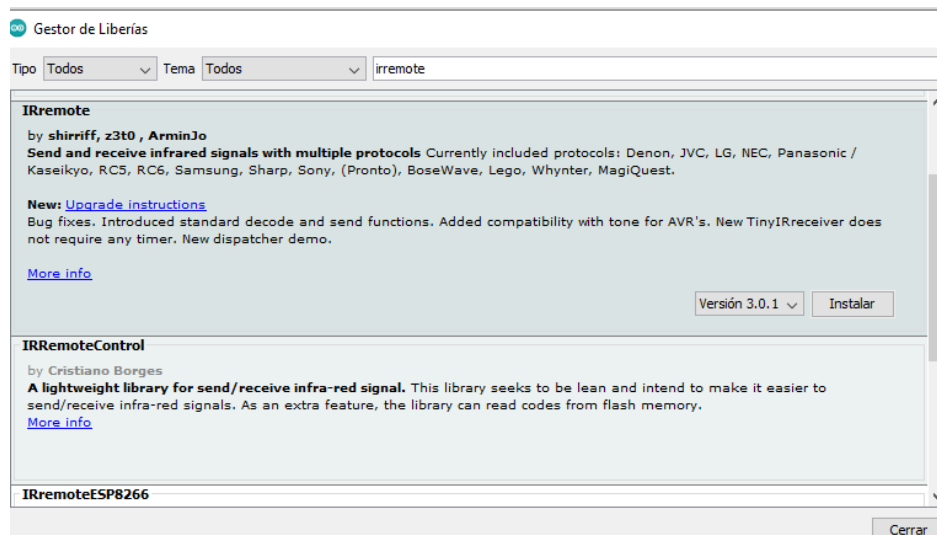 Gestor de Liberías
Tipo Todos Tema Todos irremote
IRremote
by shirriff, z3t0 , ArminJo
Send and receive infrared signals with multiple protocols Currently included protocols: Denon, JVC, LG, NEC, Panasonic /
Kaseikyo, RC5, RC6, Samsung, Sharp, Sony, (Pronto), BoseWave, Lego, Whynter, MagiQuest.
New: Upgrade instructions
Bug fixes. Introduced standard decode and send functions. Added compatibility with tone for AVR's. New TinyIRreceiver does
not require any timer. New dispatcher demo.
More info
Versión 3.0.1 Instalar
IRRemoteControl
by Cristiano Borges
A lightweight library for send/receive infra-red signal. This library seeks to be lean and intend to make it easier to
send/receive infra-red signals. As an extra feature, the library can read codes from flash memory.
More info
IRremoteESP8266
Cerrar